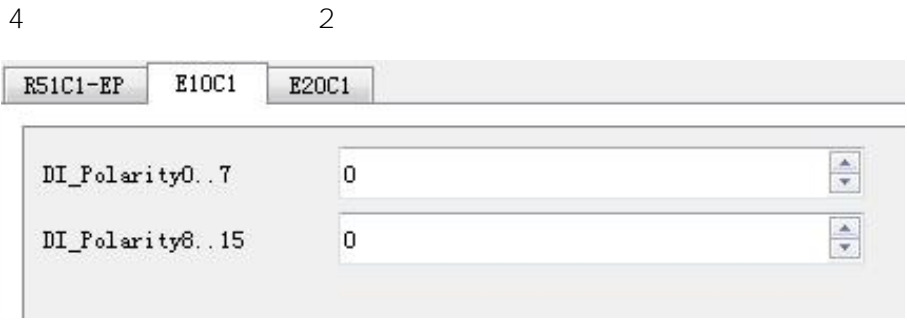 4 2
R51C1-EP E10C1 E20C1
DI_Polarity0..7 0
DI_Polarity8..15 0